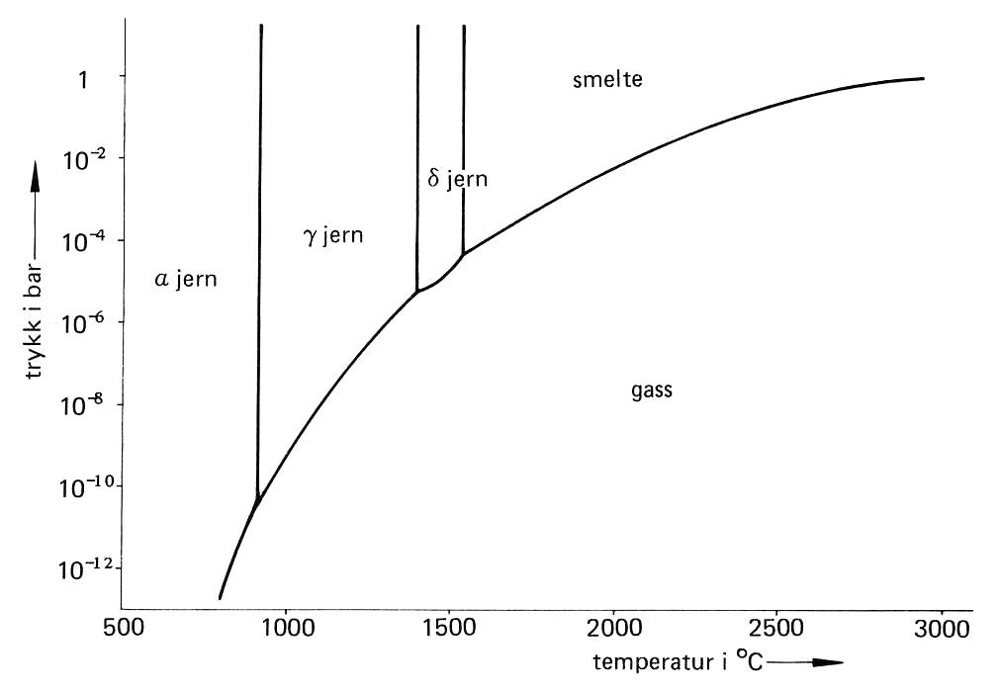 1
smelte
10⁻²
δ jern
10⁻⁴
γ jern
α jern
10⁻⁶
trykk i bar
10⁻⁸
gass
10⁻¹⁰
10⁻¹²
500 1000 1500 2000 2500 3000
temperatur i °C